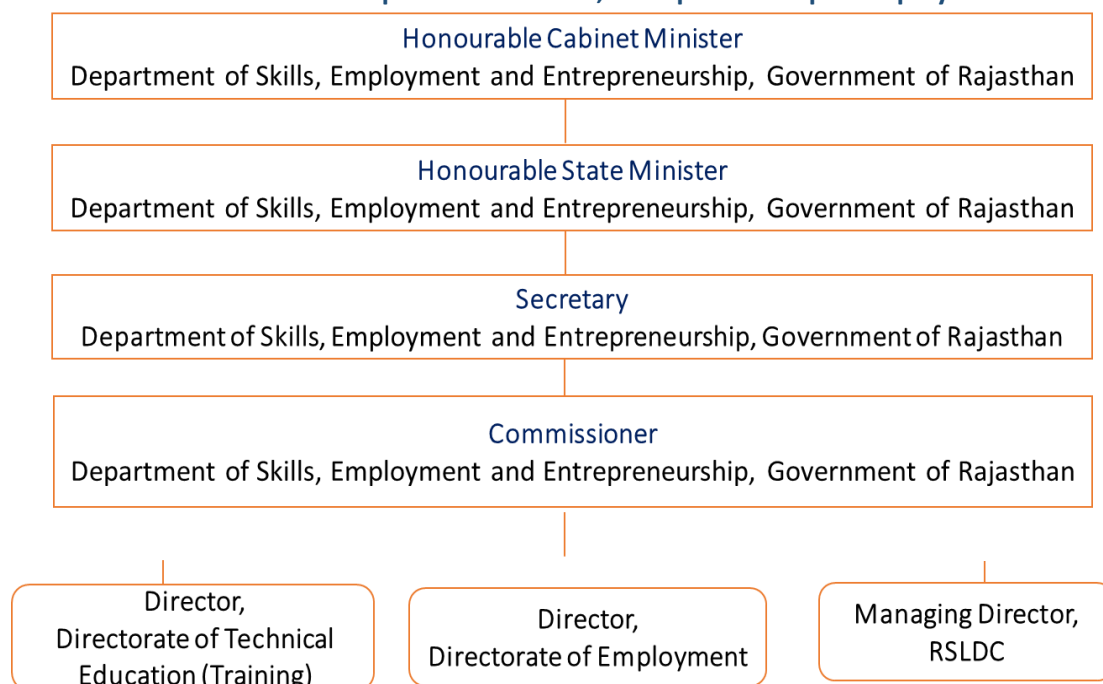 Honourable Cabinet Minister
Department of Skills, Employment and Entrepreneurship, Government of Rajasthan
Honourable State Minister
Department of Skills, Employment and Entrepreneurship, Government of Rajasthan
Secretary
Department of Skills, Employment and Entrepreneurship, Government of Rajasthan
Commissioner
Department of Skills, Employment and Entrepreneurship, Government of Rajasthan
Director,
Directorate of Technical
Education (Training)
Director,
Directorate of Employment
Managing Director,
RSLDC